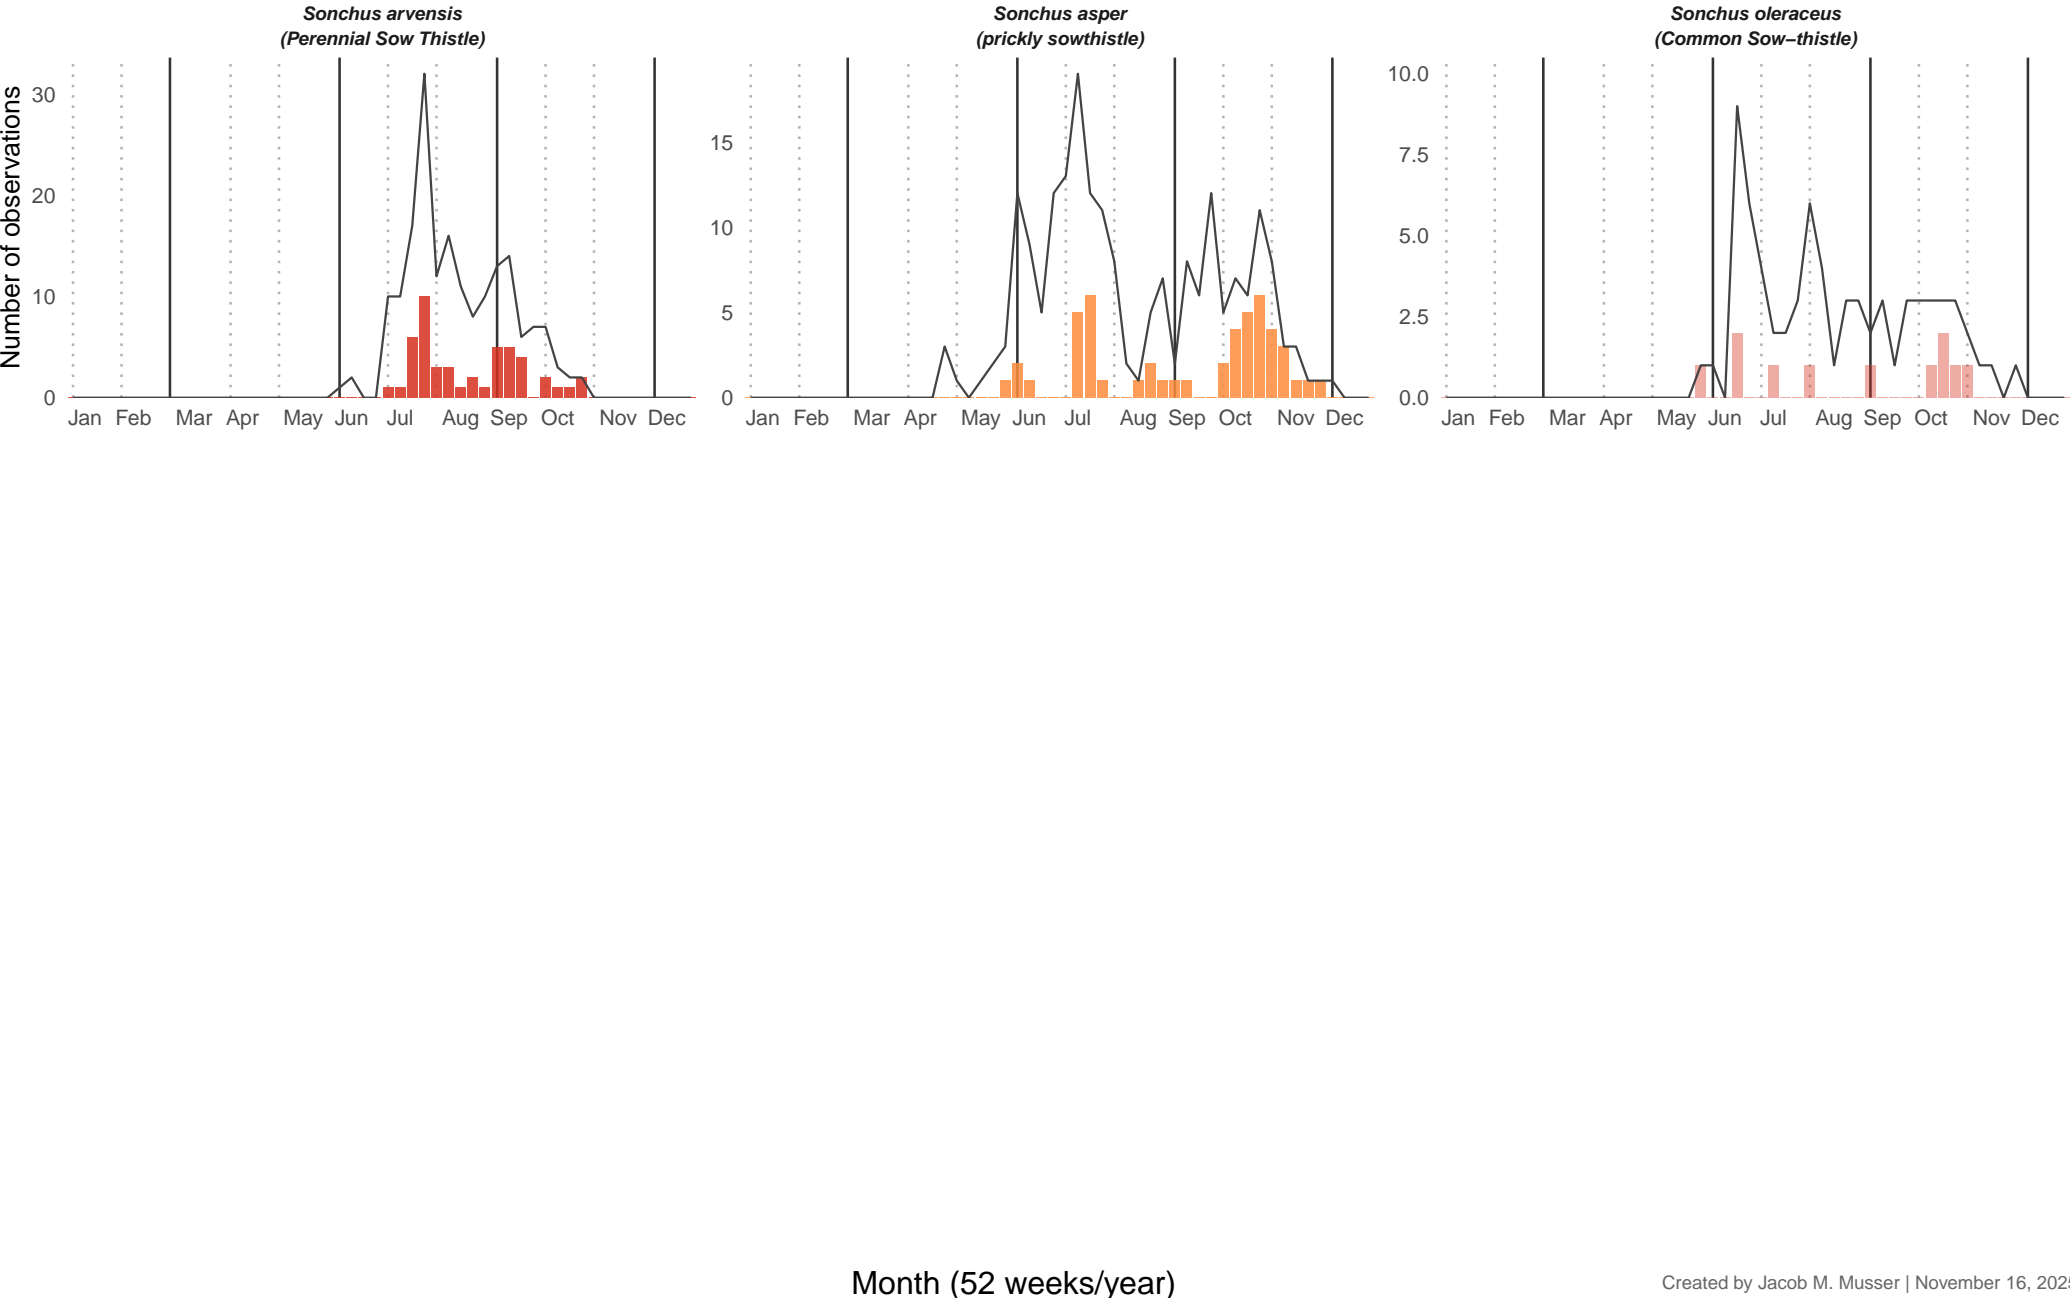 Sonchus arvensis
(Perennial Sow Thistle)
Sonchus asper
(prickly sowthistle)
Sonchus oleraceus
(Common Sow–thistle)
Number of observations
30
20
10
0
Jan Feb Mar Apr May Jun Jul Aug Sep Oct Nov Dec
15
10
5
0
Jan Feb Mar Apr May Jun Jul Aug Sep Oct Nov Dec
10.0
7.5
5.0
2.5
0.0
Jan Feb Mar Apr May Jun Jul Aug Sep Oct Nov Dec
Month (52 weeks/year)
Created by Jacob M. Musser | November 16, 2025